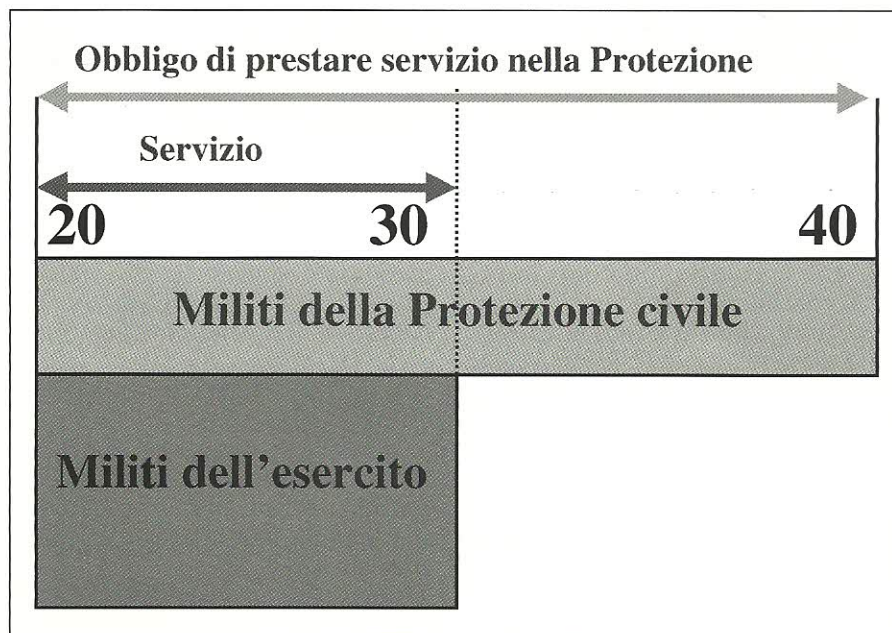 Obbligo di prestare servizio nella Protezione
Servizio
20 30 40
Militi della Protezione civile
Militi dell’esercito